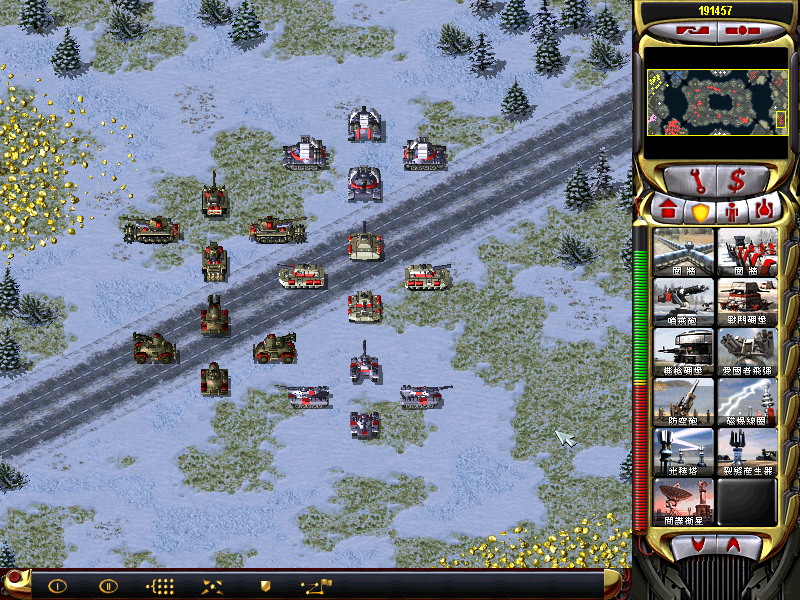 191457
圍牆
圍牆
哨戒砲
戰鬥碉堡
機槍碉堡
愛國者飛彈
防空砲
磁爆線圈
光稜塔
裂縫產生器
間諜衛星